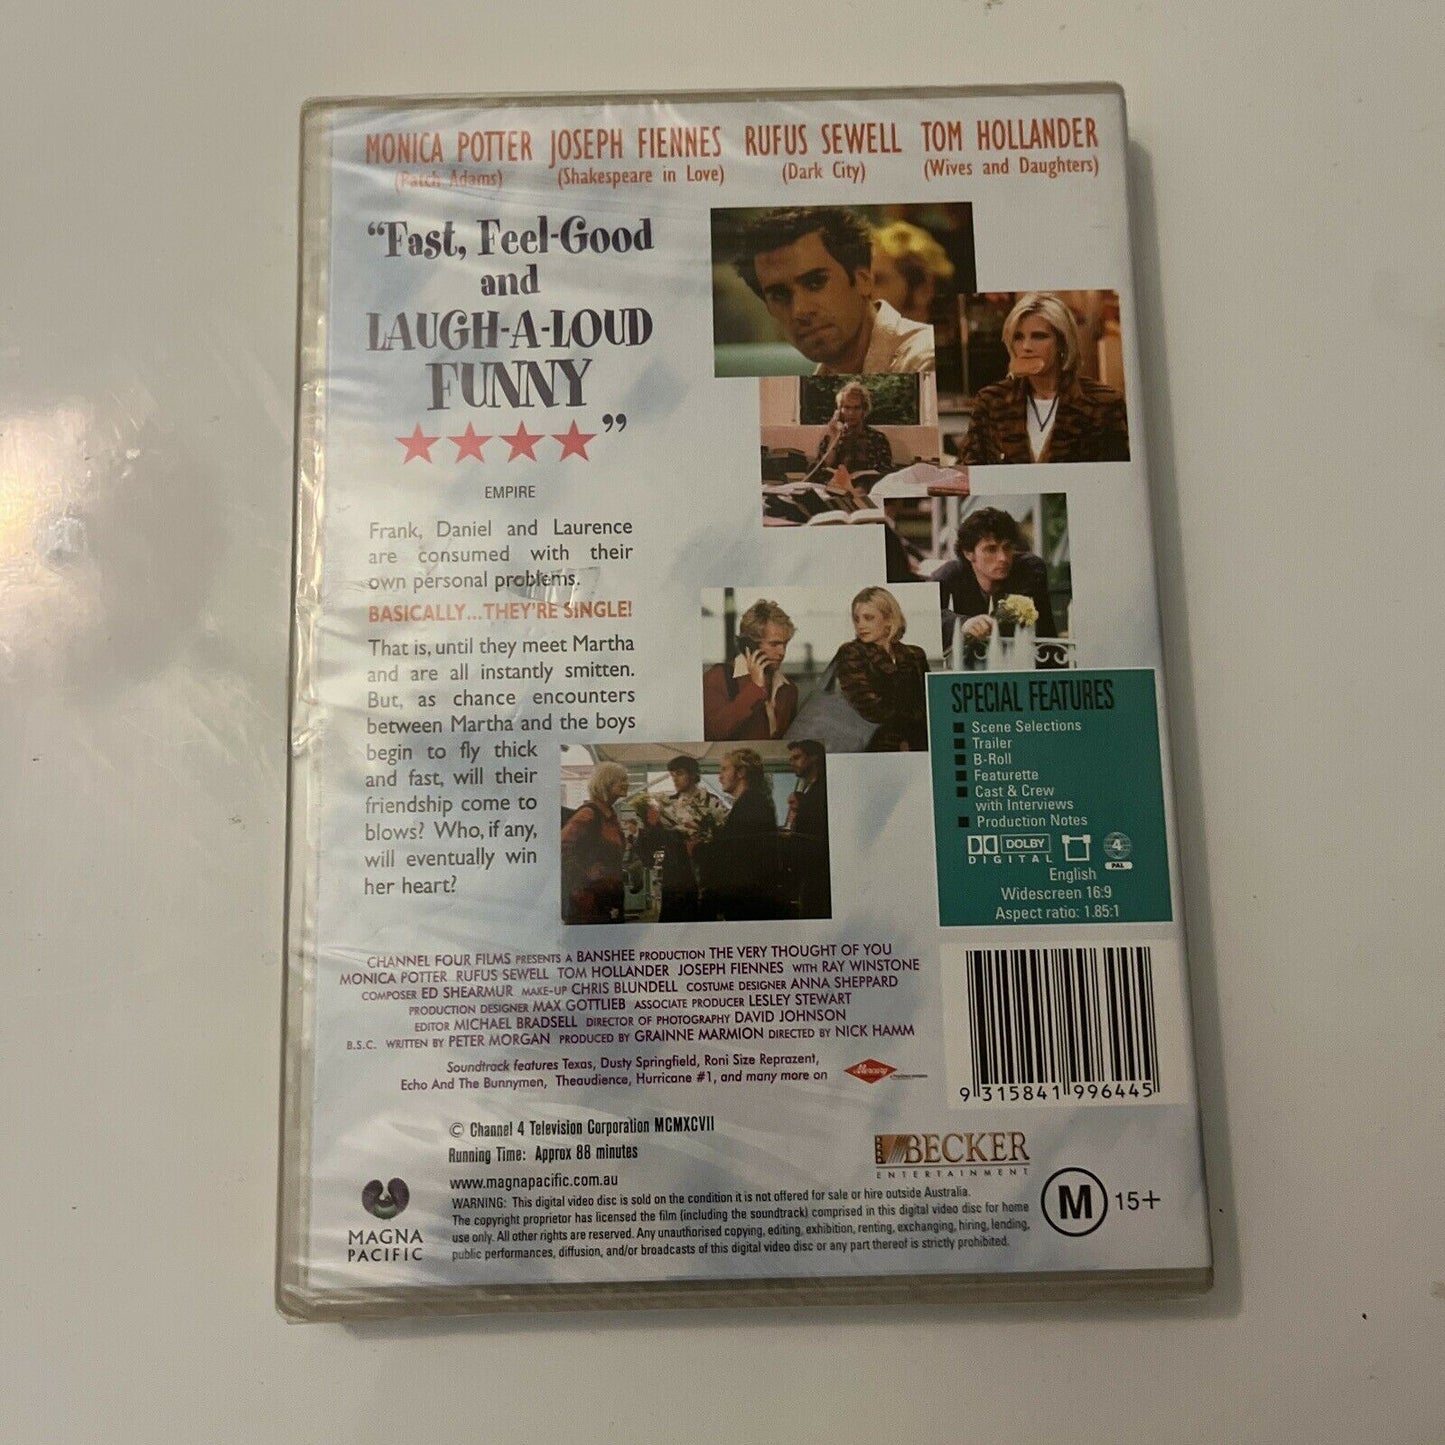 MONICA POTTER JOSEPH FIENNES RUFUS SEWELL TOM HOLLANDER
(Patch Adams) (Shakespeare in Love) (Dark City) (Wives and Daughters)
“Fast, Feel-Good
and
LAUGH-A-LOUD
FUNNY
”
EMPIRE
Frank, Daniel and Laurence
are consumed with their
own personal problems.
BASICALLY...THEY'RE SINGLE!
That is, until they meet Martha
and are all instantly smitten.
But, as chance encounters
between Martha and the boys
begin to fly thick
and fast, will their
friendship come to
blows? Who, if any,
will eventually win
her heart?
SPECIAL FEATURES
Scene Selections
Trailer
B-Roll
Featurette
Cast & Crew
with Interviews
Production Notes
DOLBY
DIGITAL
4
PAL
English
Widescreen 16:9
Aspect ratio: 1.85:1
CHANNEL FOUR FILMS PRESENTS A BANSHEE PRODUCTION THE VERY THOUGHT OF YOU
MONICA POTTER RUFUS SEWELL TOM HOLLANDER JOSEPH FIENNES WITH RAY WINSTONE
COMPOSER ED SHEARMUR MAKE-UP CHRIS BLUNDELL COSTUME DESIGNER ANNA SHEPPARD
PRODUCTION DESIGNER MAX GOTTLIEB ASSOCIATE PRODUCER LESLEY STEWART
EDITOR MICHAEL BRADSELL DIRECTOR OF PHOTOGRAPHY DAVID JOHNSON
B.S.C. WRITTEN BY PETER MORGAN PRODUCED BY GRAINNE MARMION DIRECTED BY NICK HAMM
Soundtrack features Texas, Dusty Springfield, Roni Size Reprazent,
Echo And The Bunnymen, Theaudience, Hurricane #1, and many more on
Mercury
9 315841 996445
© Channel 4 Television Corporation MCMXCVII
Running Time: Approx 88 minutes
www.magnapacific.com.au
BECKER
ENTERTAINMENT
MAGNA
PACIFIC
WARNING: This digital video disc is sold on the condition it is not offered for sale or hire outside Australia.
The copyright proprietor has licensed the film (including the soundtrack) comprised in this digital video disc for home
use only. All other rights are reserved. Any unauthorised copying, editing, exhibition, renting, exchanging, hiring, lending,
public performances, diffusion, and/or broadcasts of this digital video disc or any part thereof is strictly prohibited.
M 15+